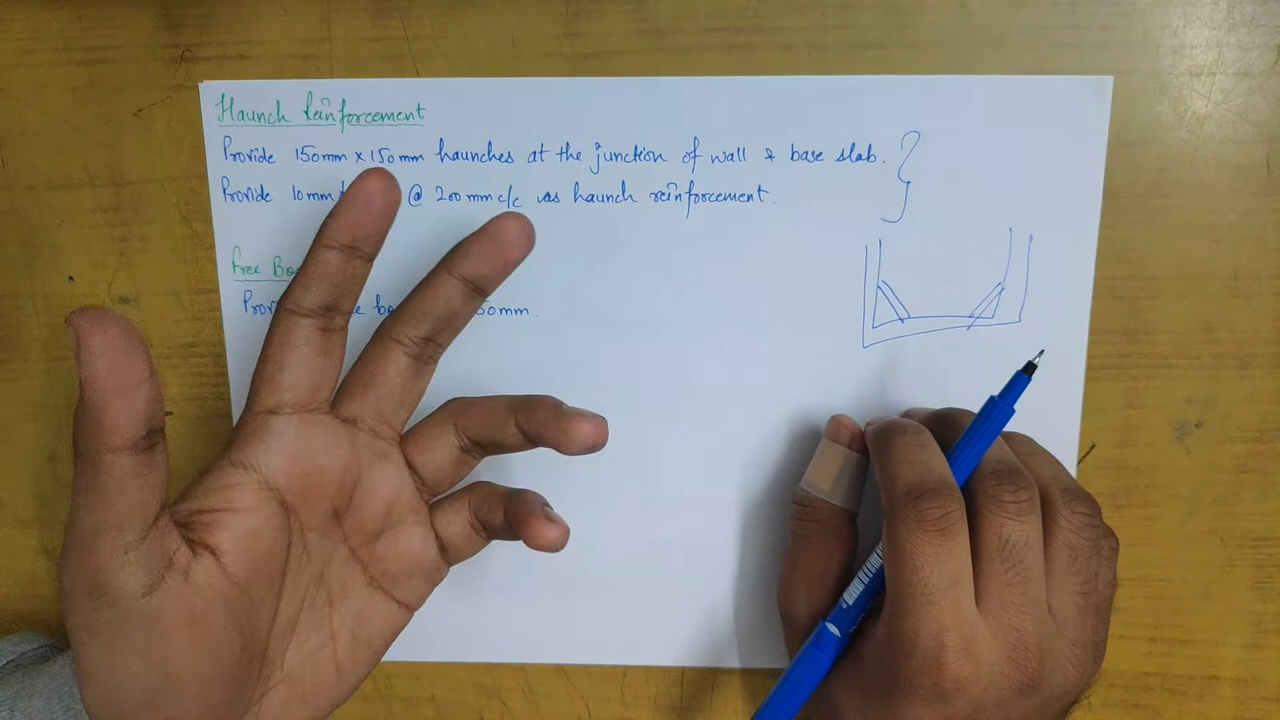 Haunch Reinforcement
Provide 150mm x 150mm haunches at the junction of wall & base slab.
Provide 10mm @ 200mm c/c as haunch reinforcement.
Free